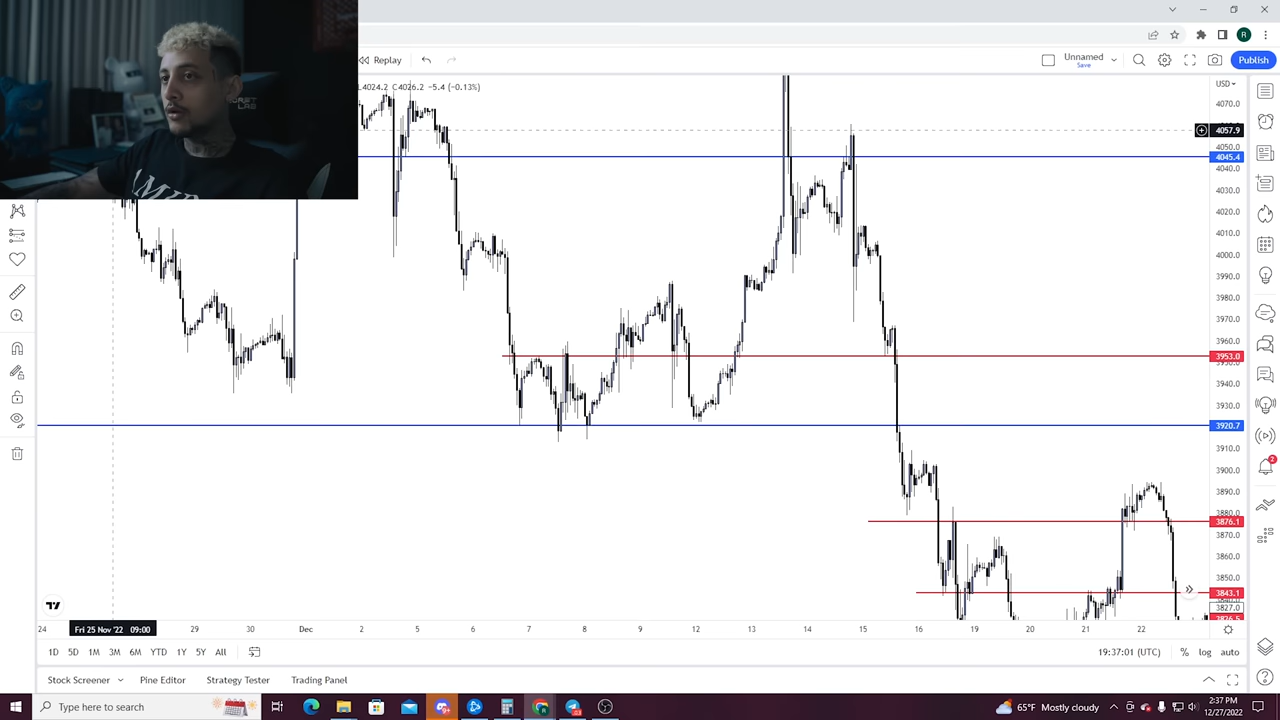 Replay
Unnamed
Save
Publish
L4024.2 C4026.2 −5.4 (−0.13%)
USD
4070.0
4057.9
4050.0
4045.4
4040.0
4030.0
4020.0
4010.0
4000.0
3990.0
3980.0
3970.0
3960.0
3953.0
3940.0
3930.0
3920.7
3910.0
3900.0
3890.0
3876.1
3870.0
3860.0
3850.0
3843.1
3827.0
3826.5
24 Fri 25 Nov '22 09:00 29 30 Dec 2 5 6 7 8 9 12 13 14 15 16 19 20 21 22
1D 5D 1M 3M 6M YTD 1Y 5Y All
19:37:01 (UTC) % log auto
Stock Screener Pine Editor Strategy Tester Trading Panel
Type here to search
65°F Mostly cloudy
2:37 PM
12/27/2022
R
2